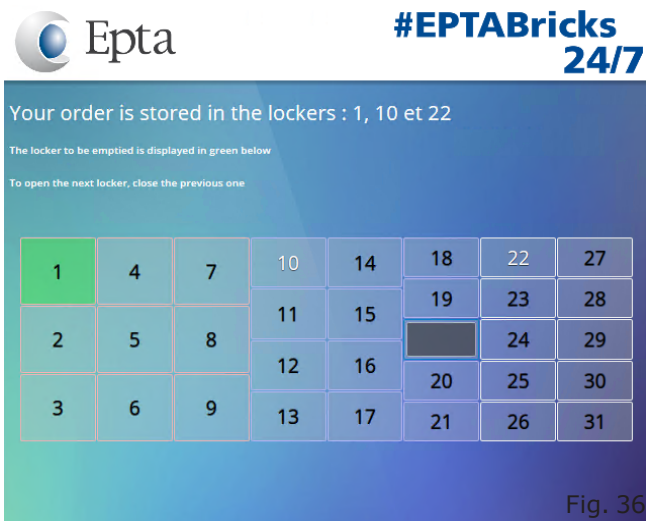 Epta
#EPTABricks
24/7
Your order is stored in the lockers : 1, 10 et 22
The locker to be emptied is displayed in green below
To open the next locker, close the previous one
1 4 7 10 14 18 22 27
11 15 19 23 28
2 5 8 24 29
12 16 20 25 30
3 6 9 13 17 21 26 31
Fig. 36